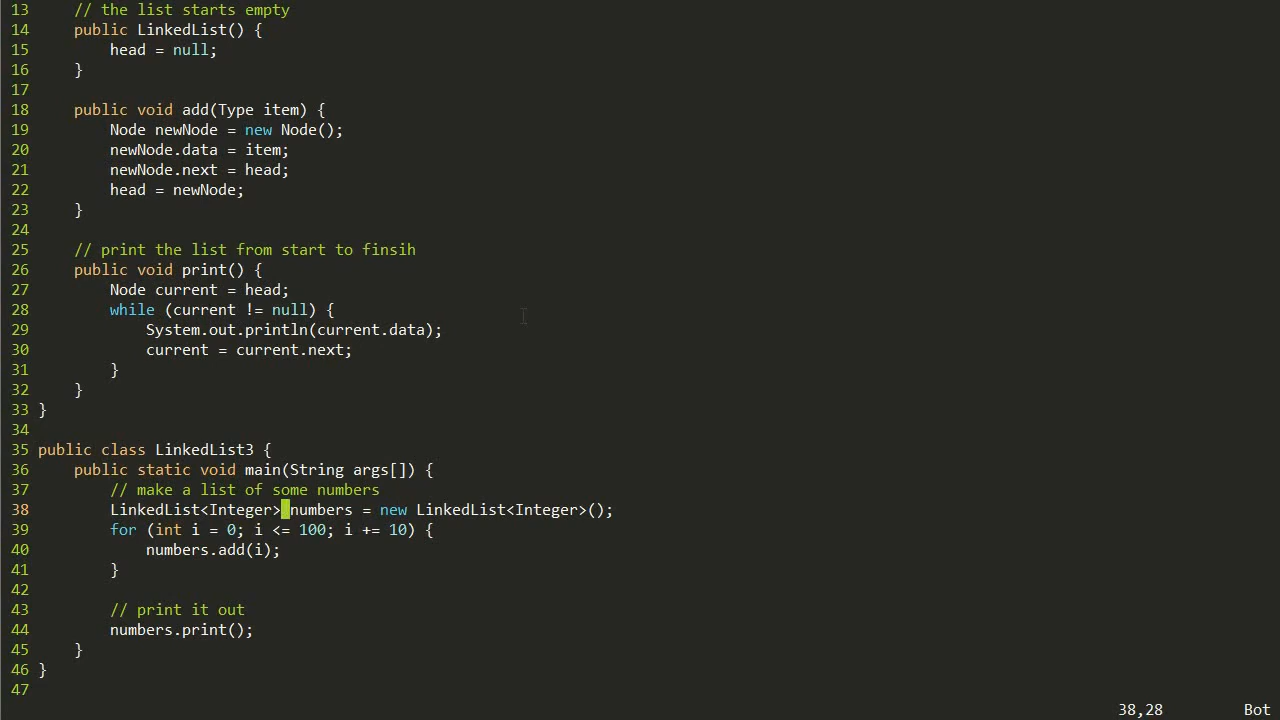 13     // the list starts empty
14     public LinkedList() {
15         head = null;
16     }
17
18     public void add(Type item) {
19         Node newNode = new Node();
20         newNode.data = item;
21         newNode.next = head;
22         head = newNode;
23     }
24
25     // print the list from start to finsih
26     public void print() {
27         Node current = head;
28         while (current != null) {
29             System.out.println(current.data);
30             current = current.next;
31         }
32     }
33 }
34
35 public class LinkedList3 {
36     public static void main(String args[]) {
37         // make a list of some numbers
38         LinkedList<Integer> numbers = new LinkedList<Integer>();
39         for (int i = 0; i <= 100; i += 10) {
40             numbers.add(i);
41         }
42
43         // print it out
44         numbers.print();
45     }
46 }
47
38,28 Bot